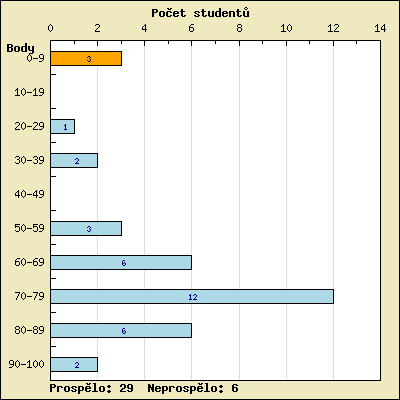 Počet studentů
0 2 4 6 8 10 12 14
Body
0-9 3
10-19
20-29 1
30-39 2
40-49
50-59 3
60-69 6
70-79 12
80-89 6
90-100 2
Prospělo: 29 Neprospělo: 6